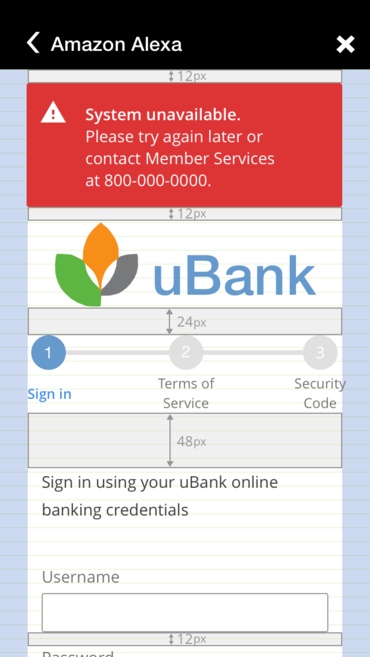 Amazon Alexa
12px
System unavailable.
Please try again later or
contact Member Services
at 800-000-0000.
12px
uBank
24px
1 2 3
Sign in Terms of Service Security Code
48px
Sign in using your uBank online
banking credentials
Username
12px
Password